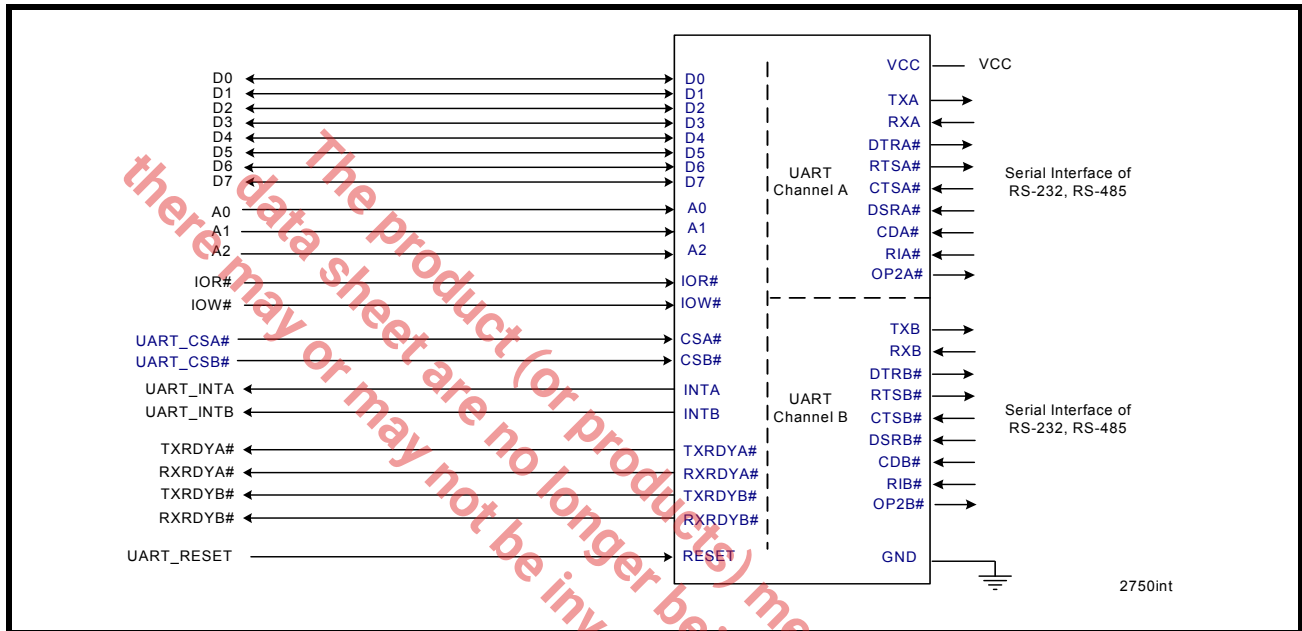 D0
D1
D2
D3
D4
D5
D6
D7
A0
A1
A2
IOR#
IOW#
UART_CSA#
UART_CSB#
UART_INTA
UART_INTB
TXRDYA#
RXRDYA#
TXRDYB#
RXRDYB#
UART_RESET
D0
D1
D2
D3
D4
D5
D6
D7
A0
A1
A2
IOR#
IOW#
CSA#
CSB#
INTA
INTB
TXRDYA#
RXRDYA#
TXRDYB#
RXRDYB#
RESET
UART
Channel A
UART
Channel B
VCC
TXA
RXA
DTRA#
RTSA#
CTSA#
DSRA#
CDA#
RIA#
OP2A#
TXB
RXB
DTRB#
RTSB#
CTSB#
DSRB#
CDB#
RIB#
OP2B#
GND
VCC
Serial Interface of
RS-232, RS-485
Serial Interface of
RS-232, RS-485
2750int
The product (or products) me
data sheet are no longer be
there may or may not be inv